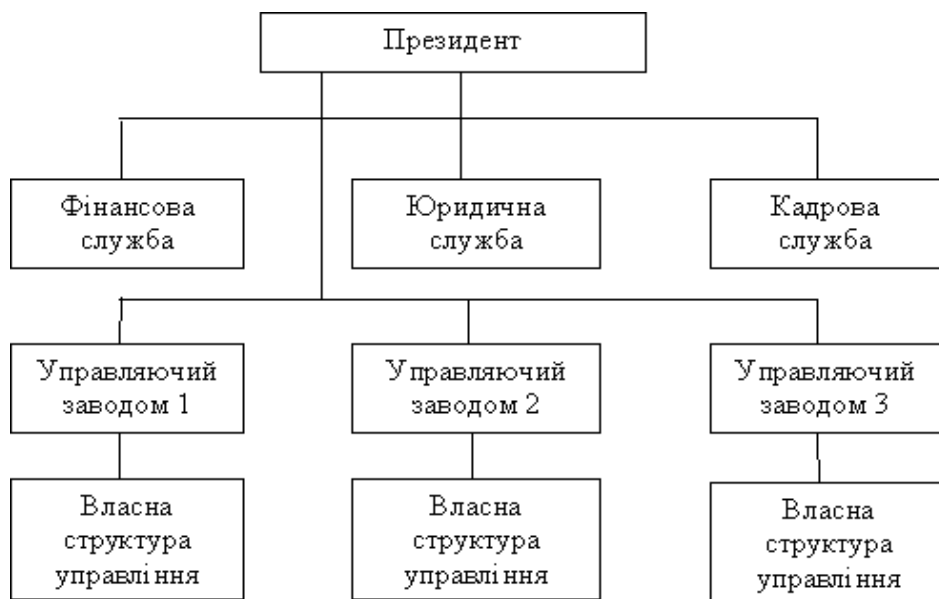 Президент
Фінансова
служба
Юридична
служба
Кадрова
служба
Управляючий
заводом 1
Управляючий
заводом 2
Управляючий
заводом 3
Власна
структура
управління
Власна
структура
управління
Власна
структура
управління